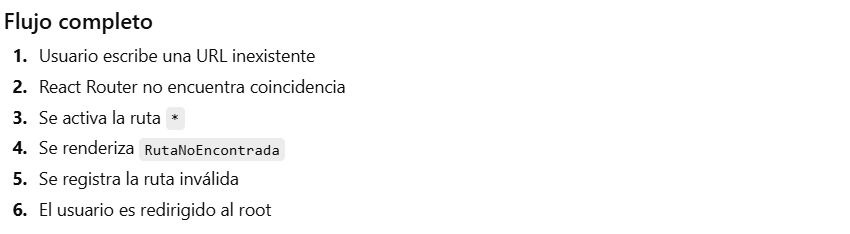 Flujo completo
1. Usuario escribe una URL inexistente
2. React Router no encuentra coincidencia
3. Se activa la ruta *
4. Se renderiza RutaNoEncontrada
5. Se registra la ruta inválida
6. El usuario es redirigido al root